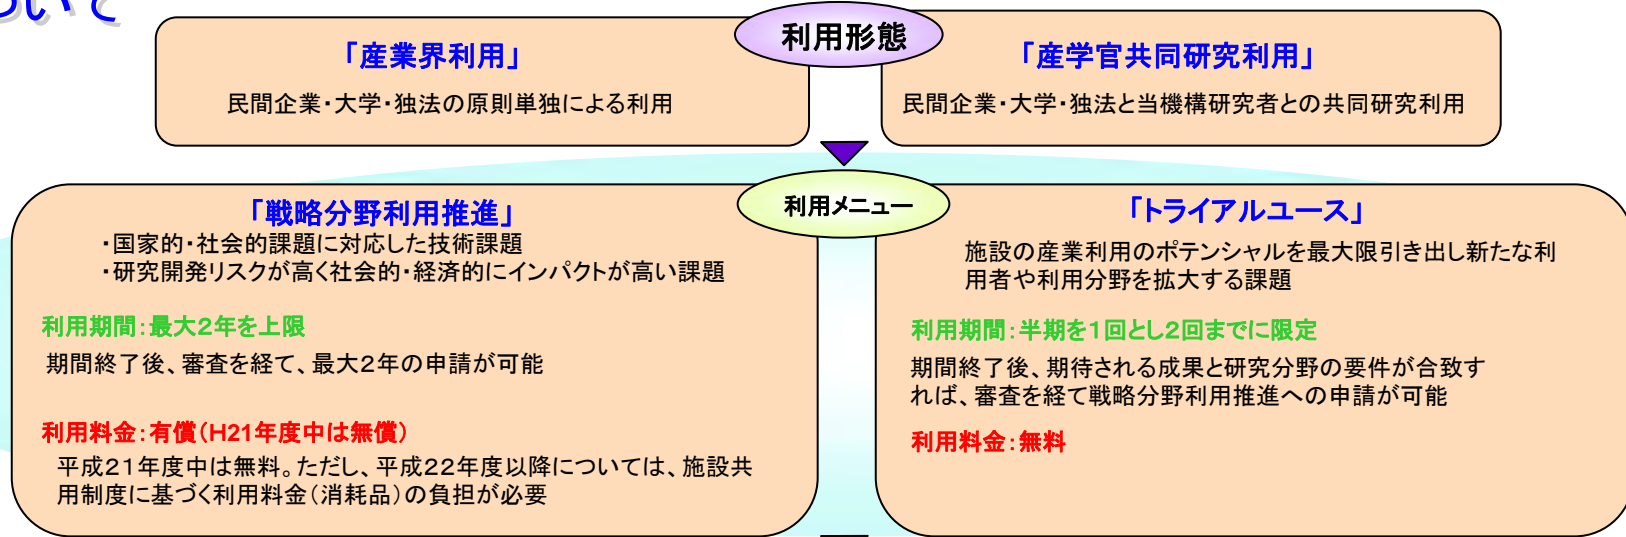 ついて
利用形態
「産業界利用」
民間企業・大学・独法の原則単独による利用
「産学官共同研究利用」
民間企業・大学・独法と当機構研究者との共同研究利用
利用メニュー
「戦略分野利用推進」
・国家的・社会的課題に対応した技術課題
・研究開発リスクが高く社会的・経済的にインパクトが高い課題
利用期間：最大２年を上限
期間終了後、審査を経て、最大２年の申請が可能
利用料金：有償（H21年度中は無償）
平成２１年度中は無料。ただし、平成２２年度以降については、施設共
用制度に基づく利用料金（消耗品）の負担が必要
「トライアルユース」
施設の産業利用のポテンシャルを最大限引き出し新たな利
用者や利用分野を拡大する課題
利用期間：半期を１回とし２回までに限定
期間終了後、期待される成果と研究分野の要件が合致す
れば、審査を経て戦略分野利用推進への申請が可能
利用料金：無料